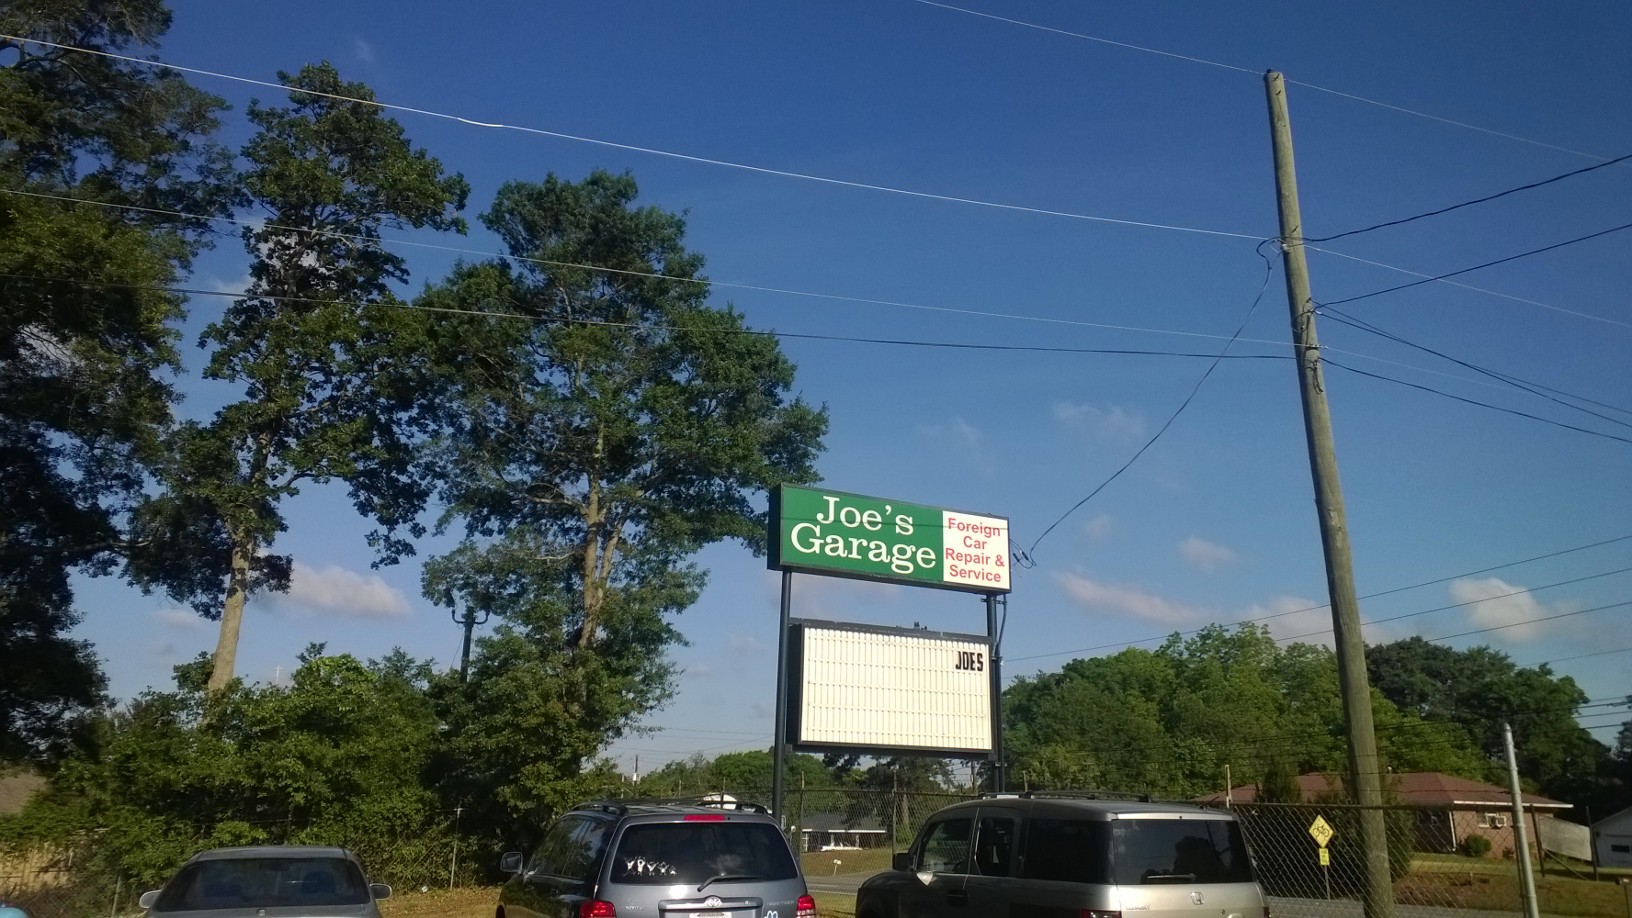 Joe's
Garage
Foreign
Car
Repair &
Service
JOES